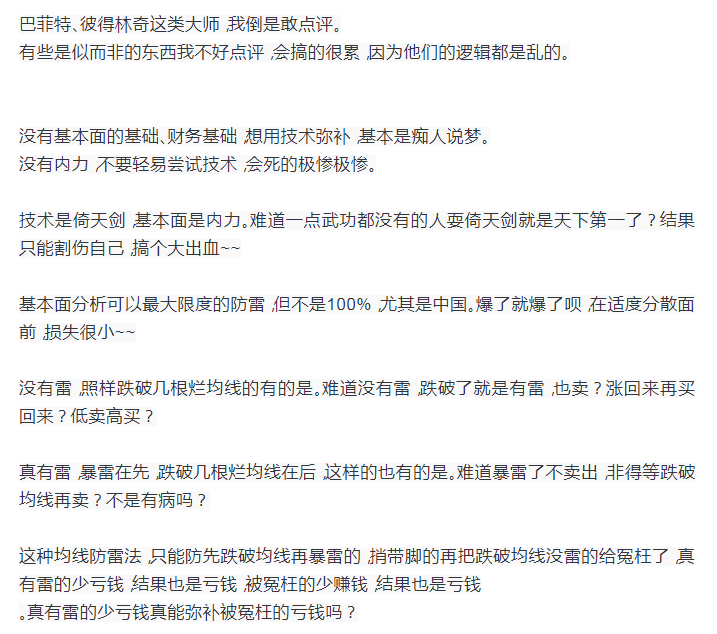 巴菲特、彼得林奇这类大师 ,我倒是敢点评。
有些是似而非的东西我不好点评 ,会搞的很累 ,因为他们的逻辑都是乱的。
没有基本面的基础、财务基础 ,想用技术弥补 ,基本是痴人说梦。
没有内力 ,不要轻易尝试技术 ,会死的极惨极惨。
技术是倚天剑 ,基本面是内力。难道一点武功都没有的人耍倚天剑就是天下第一了？结果
只能割伤自己 ,搞个大出血~~
基本面分析可以最大限度的防雷 ,但不是100% ,尤其是中国。爆了就爆了呗 ,在适度分散面
前 ,损失很小~~
没有雷 ,照样跌破几根烂均线的有的是。难道没有雷 ,跌破了就是有雷 ,也卖？涨回来再买
回来？低卖高买？
真有雷 ,暴雷在先 ,跌破几根烂均线在后 ,这样的也有的是。难道暴雷了不卖出 ,非得等跌破
均线再卖？不是有病吗？
这种均线防雷法 ,只能防先跌破均线再暴雷的 ,捎带脚的再把跌破均线没雷的给冤枉了 ,真
有雷的少亏钱 ,结果也是亏钱 ,被冤枉的少赚钱 ,结果也是亏钱
。真有雷的少亏钱真能弥补被冤枉的亏钱吗？